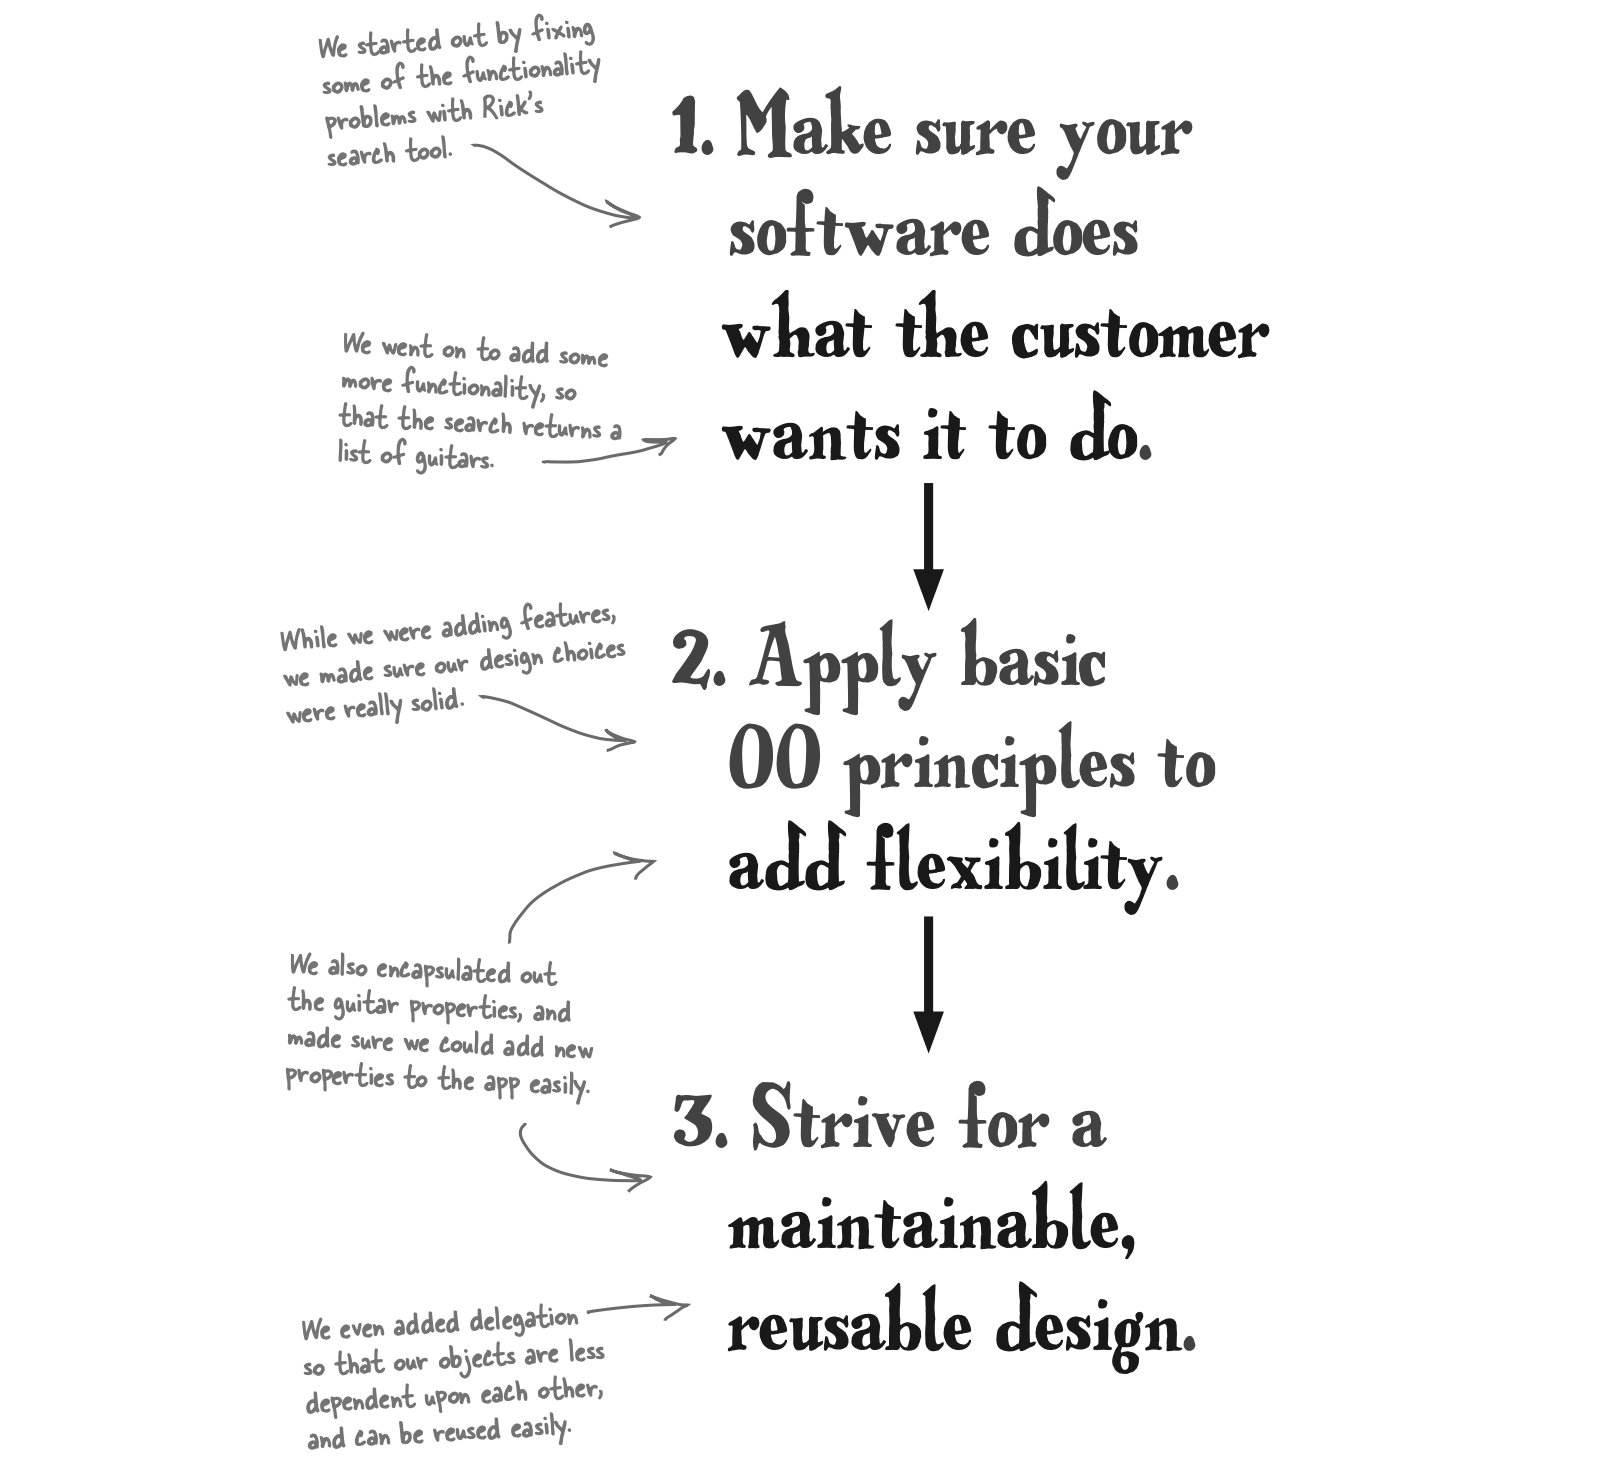 We started out by fixing
some of the functionality
problems with Rick's
search tool.
1. Make sure your
software does
what the customer
wants it to do.
We went on to add some
more functionality, so
that the search returns a
list of guitars.
While we were adding features,
we made sure our design choices
were really solid.
2. Apply basic
OO principles to
add flexibility.
We also encapsulated out
the guitar properties, and
made sure we could add new
properties to the app easily.
3. Strive for a
maintainable,
reusable design.
We even added delegation
so that our objects are less
dependent upon each other,
and can be reused easily.